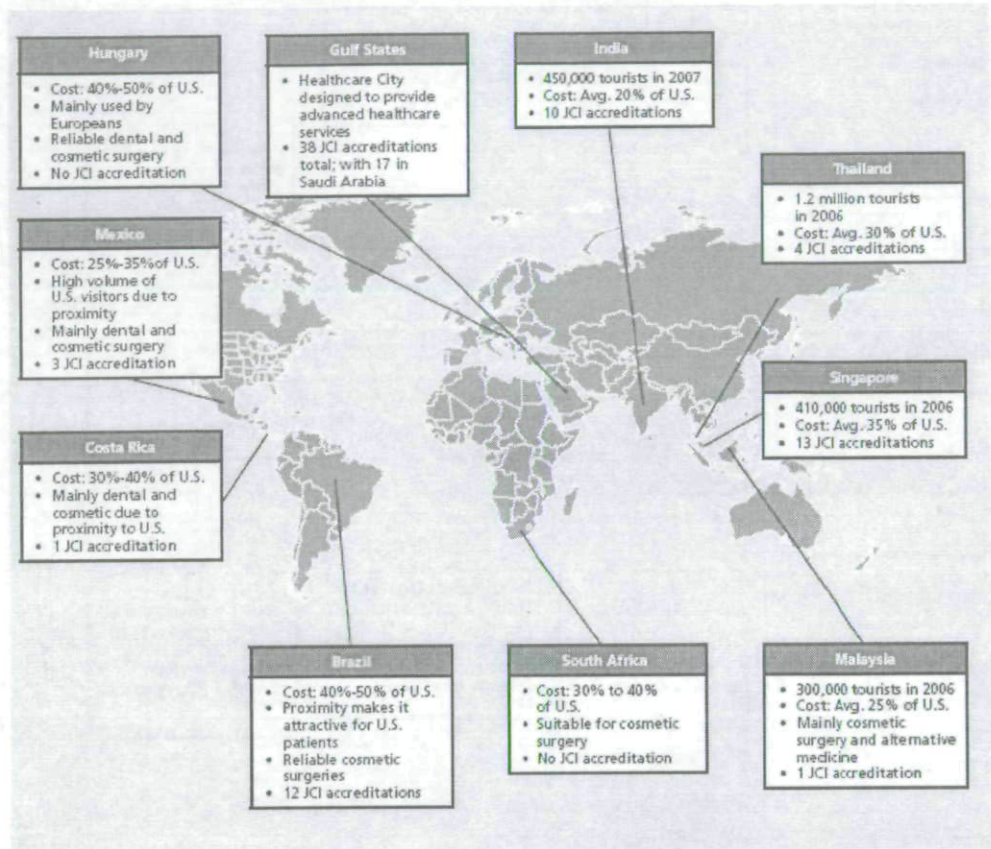 Hungary
• Cost: 40%-50% of U.S.
• Mainly used by
Europeans
• Reliable dental and
cosmetic surgery
• No JCI accreditation
Gulf States
• Healthcare City
designed to provide
advanced healthcare
services
• 38 JCI accreditations
total; with 17 in
Saudi Arabia
India
• 450,000 tourists in 2007
• Cost: Avg. 20% of U.S.
• 10 JCI accreditations
Thailand
• 1.2 million tourists
in 2006
• Cost: Avg. 30% of U.S.
• 4 JCI accreditations
Mexico
• Cost: 25%-35%of U.S.
• High volume of
U.S. visitors due to
proximity
• Mainly dental and
cosmetic surgery
• 3 JCI accreditation
Singapore
• 410,000 tourists in 2006
• Cost: Avg. 35% of U.S.
• 13 JCI accreditations
Costa Rica
• Cost: 30%-40% of U.S.
• Mainly dental and
cosmetic due to
proximity to U.S.
• 1 JCI accreditation
Brazil
• Cost: 40%-50% of U.S.
• Proximity makes it
attractive for U.S.
patients
• Reliable cosmetic
surgeries
• 12 JCI accreditations
South Africa
• Cost: 30% to 40%
of U.S.
• Suitable for cosmetic
surgery
• No JCI accreditation
Malaysia
• 300,000 tourists in 2006
• Cost: Avg. 25% of U.S.
• Mainly cosmetic
surgery and alternative
medicine
• 1 JCI accreditation